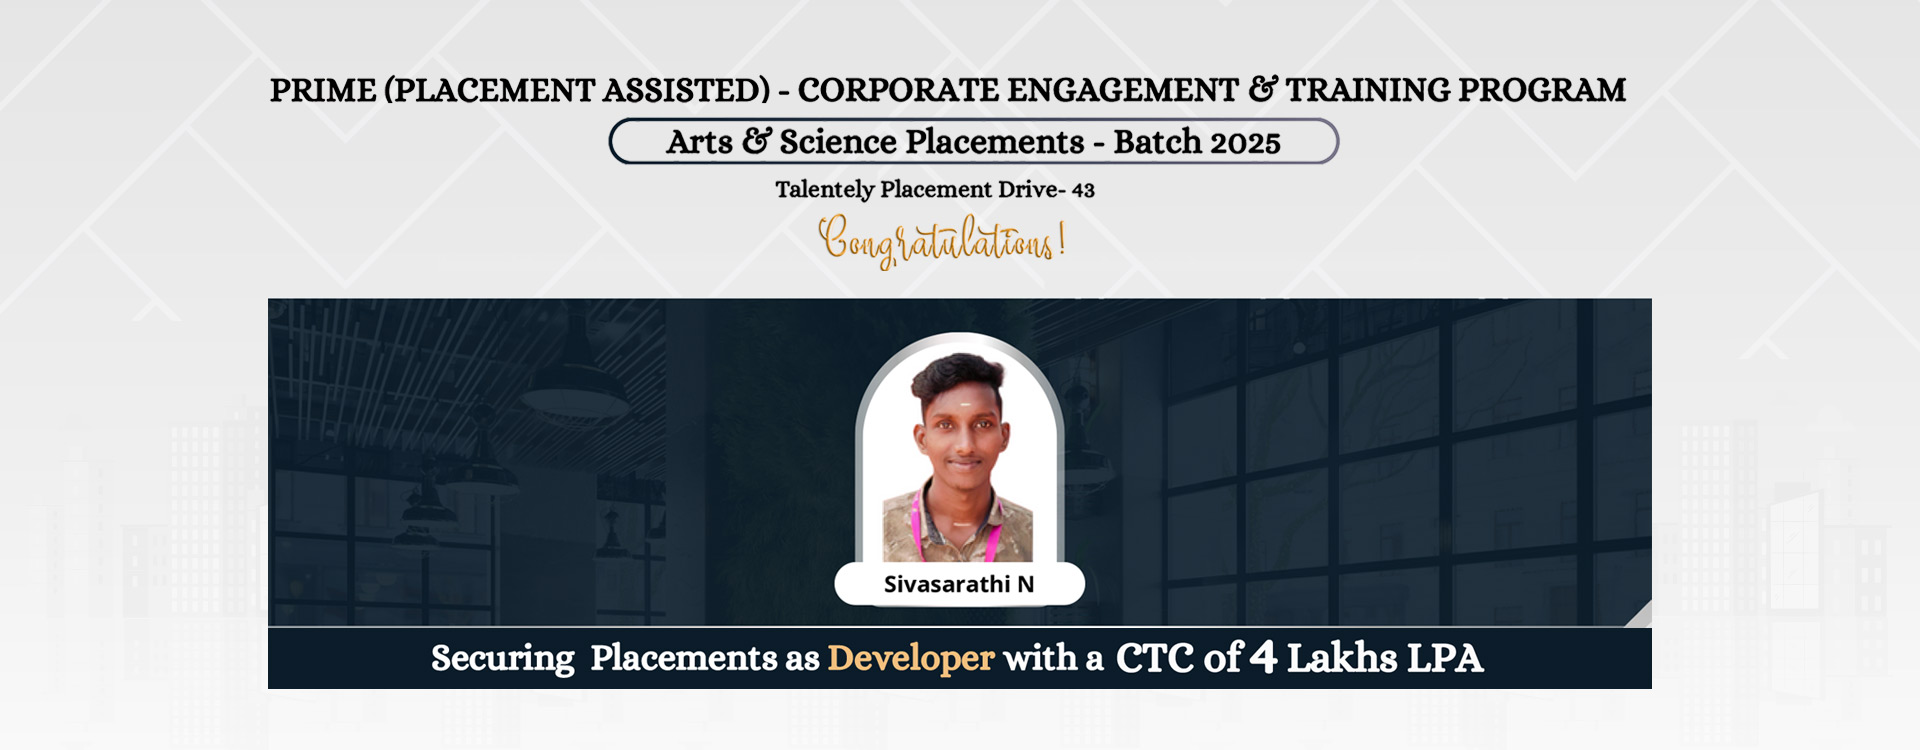 PRIME (PLACEMENT ASSISTED) - CORPORATE ENGAGEMENT & TRAINING PROGRAM
Arts & Science Placements - Batch 2025
Talentely Placement Drive- 43
Congratulations!
Sivasarathi N
Securing Placements as Developer with a CTC of 4 Lakhs LPA